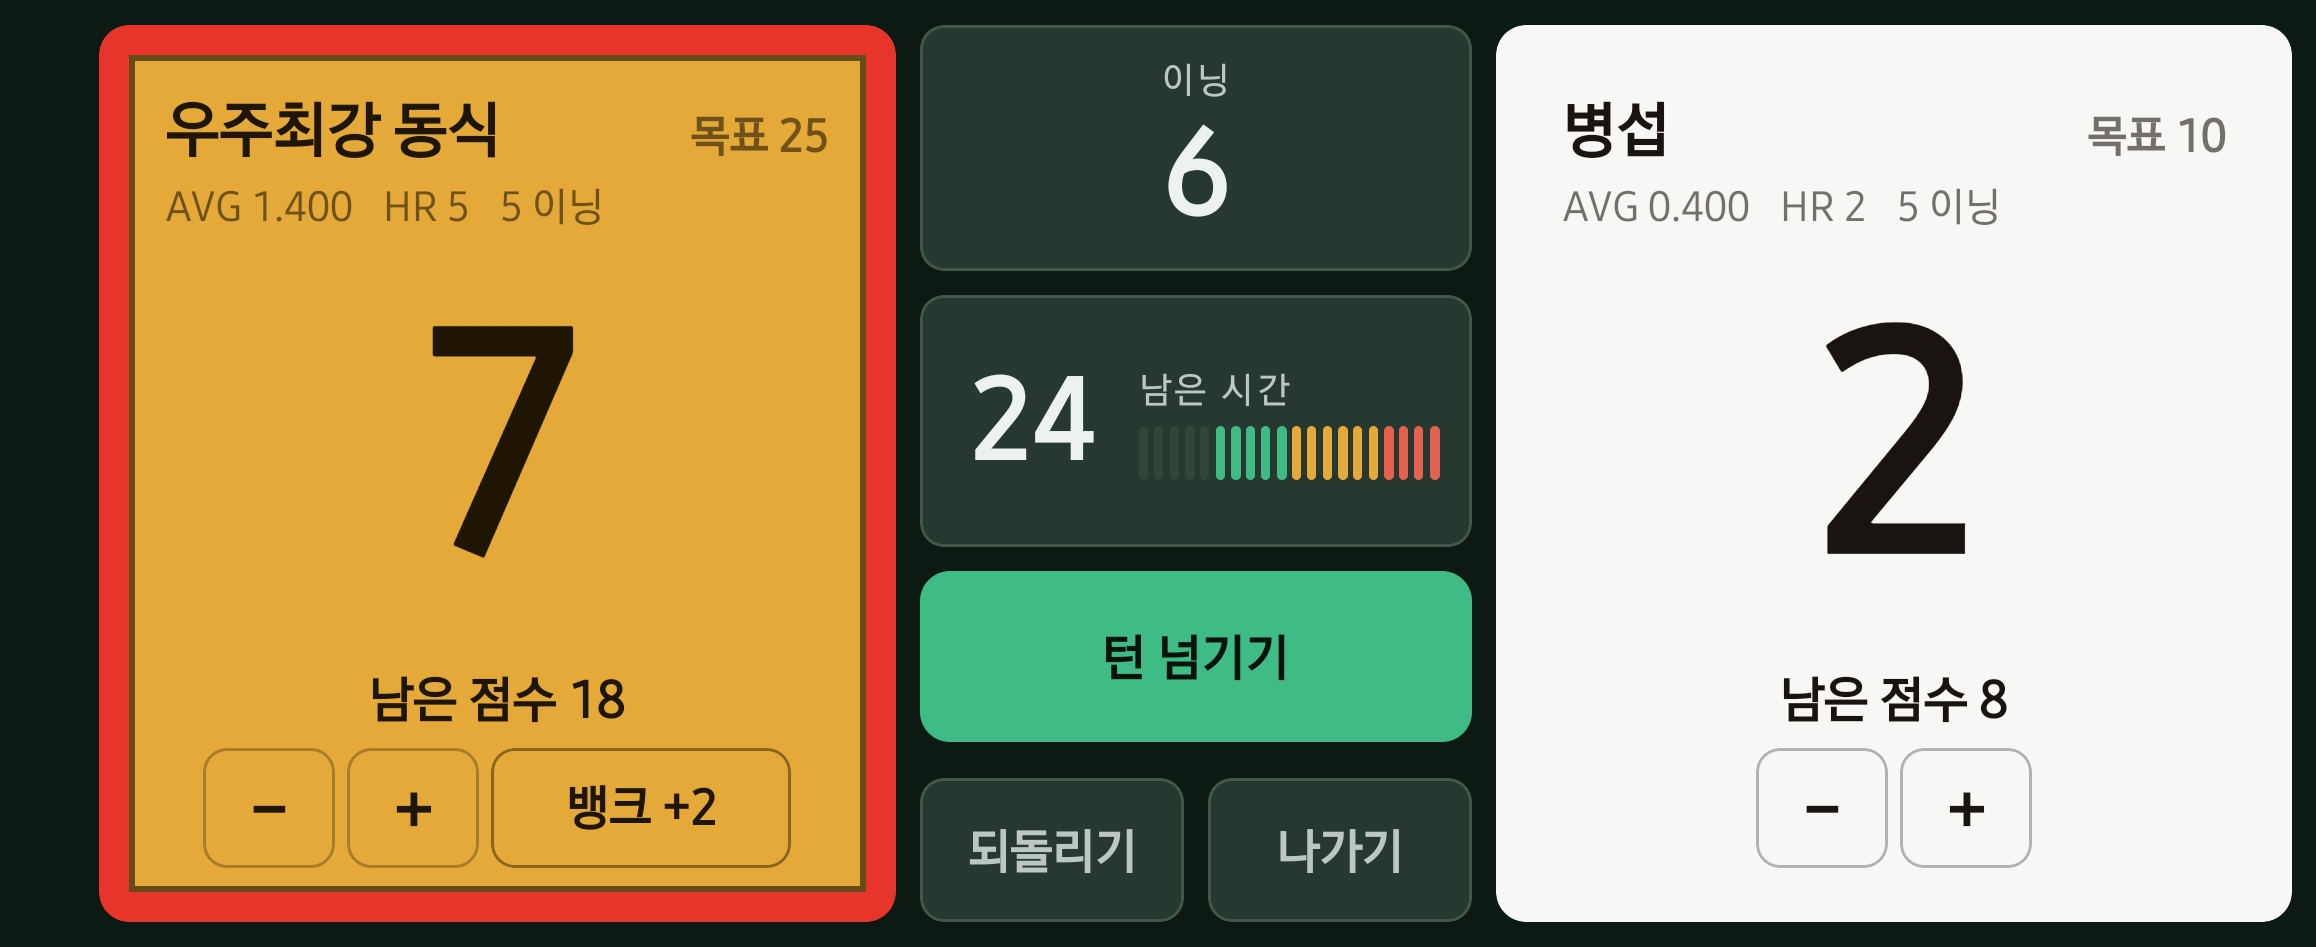 우주최강 동식
목표 25
AVG 1.400 HR 5 5 이닝
7
남은 점수 18
− + 뱅크 +2
이닝
6
24
남은 시간
턴 넘기기
되돌리기
나가기
병섭
목표 10
AVG 0.400 HR 2 5 이닝
2
남은 점수 8
− +